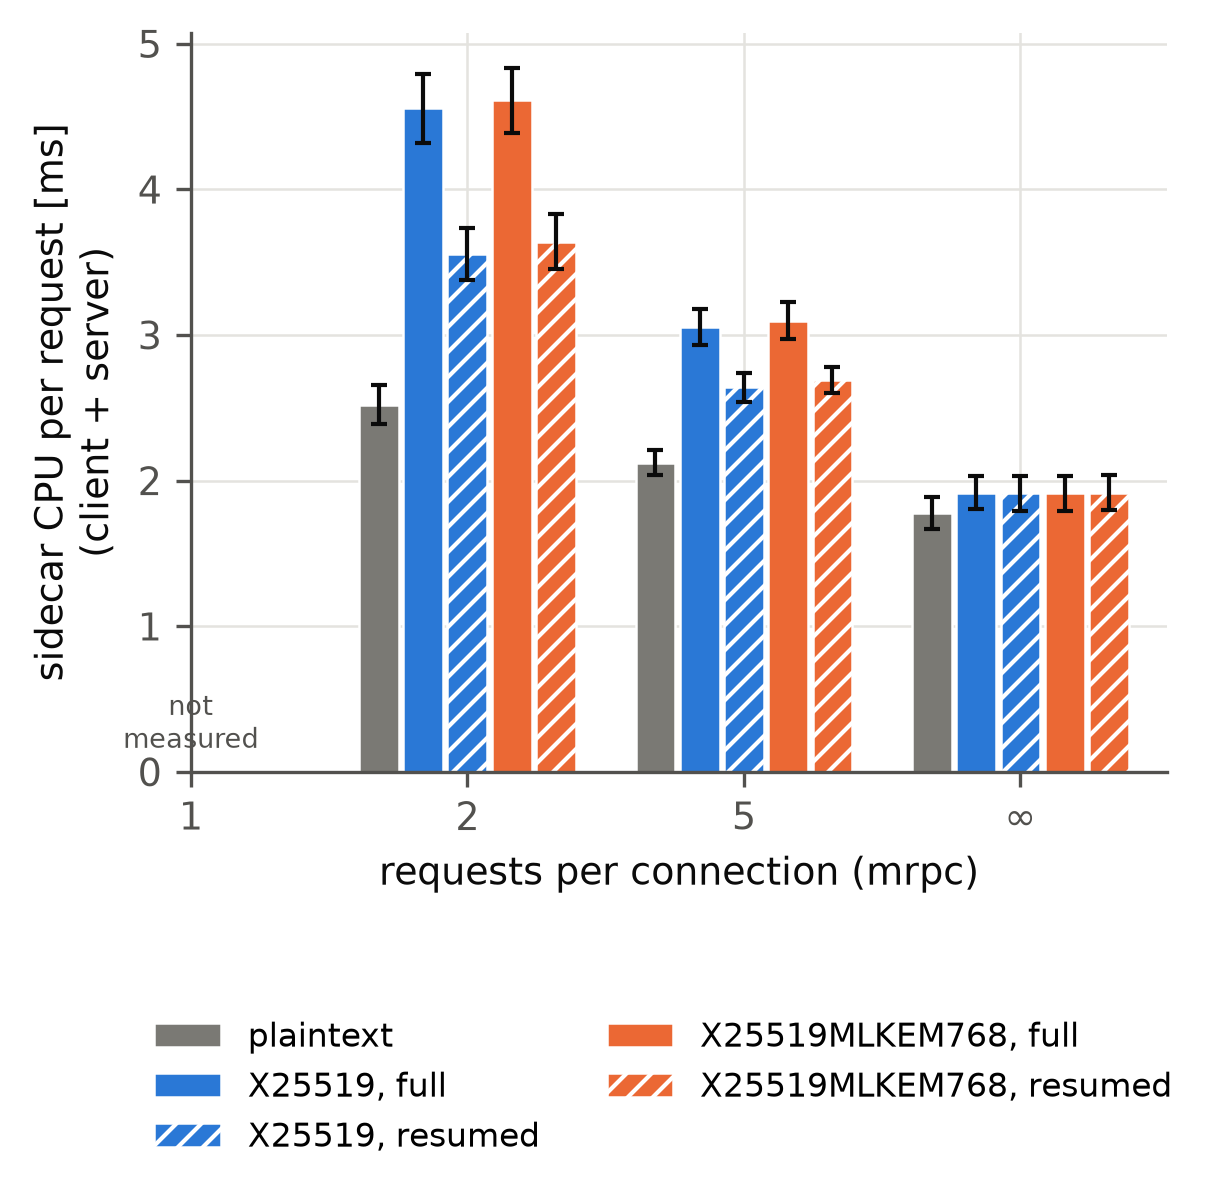 sidecar CPU per request [ms]
(client + server)
5
4
3
2
1
0
not
measured
1
2
5
∞
requests per connection (mrpc)
plaintext
X25519, full
X25519, resumed
X25519MLKEM768, full
X25519MLKEM768, resumed